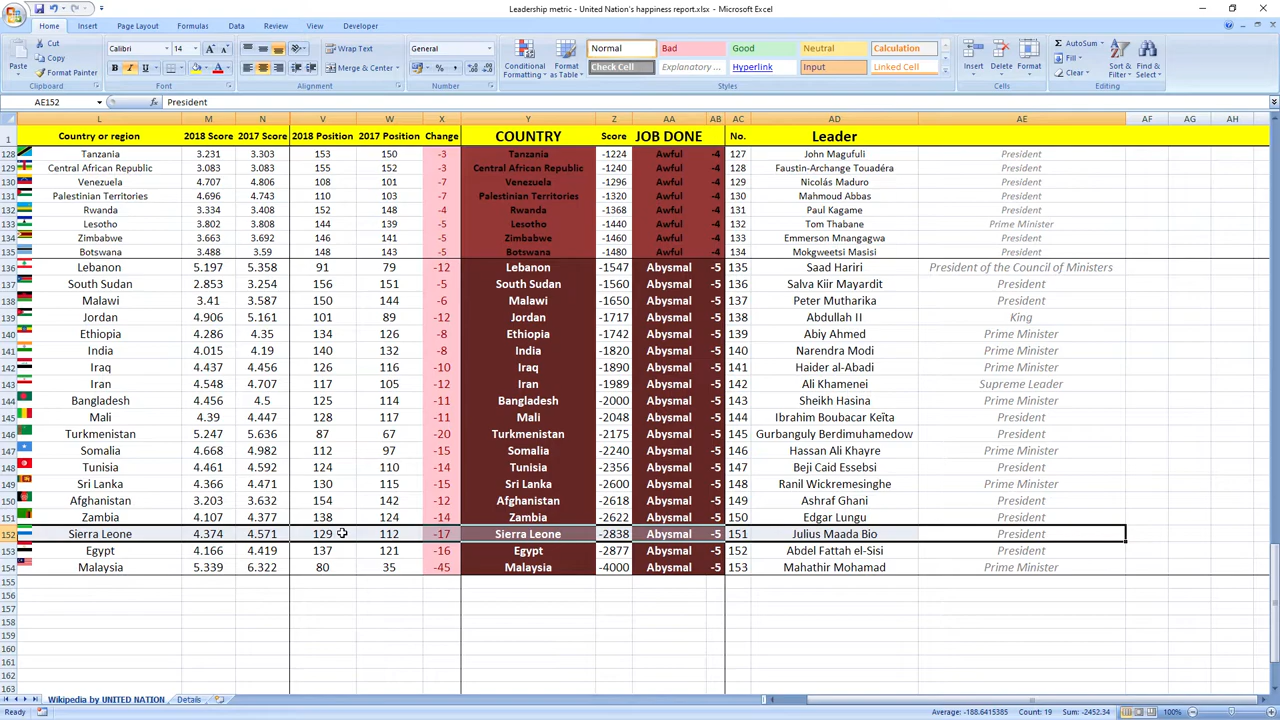 Leadership metric - United Nation's happiness report.xlsx - Microsoft Excel
Home Insert Page Layout Formulas Data Review View Developer
Cut Calibri 14 Wrap Text General Normal Bad Good Neutral Calculation AutoSum
Copy Fill
Paste Format Painter Merge & Center Conditional Formatting Format as Table Check Cell Explanatory ... Hyperlink Input Linked Cell Insert Delete Format Clear Sort & Filter Find & Select
Clipboard Font Alignment Number Styles Cells Editing
AE152 President
L M N V W X Y Z AA AB AC AD AE AF AG AH
1 Country or region 2018 Score 2017 Score 2018 Position 2017 Position Change COUNTRY Score JOB DONE No. Leader
128 Tanzania 3.231 3.303 153 150 -3 Tanzania -1224 Awful -4 127 John Magufuli President
129 Central African Republic 3.083 3.083 155 152 -3 Central African Republic -1240 Awful -4 128 Faustin-Archange Touadéra President
130 Venezuela 4.707 4.806 108 101 -7 Venezuela -1296 Awful -4 129 Nicolás Maduro President
131 Palestinian Territories 4.696 4.743 110 103 -7 Palestinian Territories -1320 Awful -4 130 Mahmoud Abbas President
132 Rwanda 3.334 3.408 152 148 -4 Rwanda -1368 Awful -4 131 Paul Kagame President
133 Lesotho 3.802 3.808 144 139 -5 Lesotho -1440 Awful -4 132 Tom Thabane Prime Minister
134 Zimbabwe 3.663 3.692 146 141 -5 Zimbabwe -1460 Awful -4 133 Emmerson Mnangagwa President
135 Botswana 3.488 3.59 148 143 -5 Botswana -1480 Awful -4 134 Mokgweetsi Masisi President
136 Lebanon 5.197 5.358 91 79 -12 Lebanon -1547 Abysmal -5 135 Saad Hariri President of the Council of Ministers
137 South Sudan 2.853 3.254 156 151 -5 South Sudan -1560 Abysmal -5 136 Salva Kiir Mayardit President
138 Malawi 3.41 3.587 150 144 -6 Malawi -1650 Abysmal -5 137 Peter Mutharika President
139 Jordan 4.906 5.161 101 89 -12 Jordan -1717 Abysmal -5 138 Abdullah II King
140 Ethiopia 4.286 4.35 134 126 -8 Ethiopia -1742 Abysmal -5 139 Abiy Ahmed Prime Minister
141 India 4.015 4.19 140 132 -8 India -1820 Abysmal -5 140 Narendra Modi Prime Minister
142 Iraq 4.437 4.456 126 116 -10 Iraq -1890 Abysmal -5 141 Haider al-Abadi Prime Minister
143 Iran 4.548 4.707 117 105 -12 Iran -1989 Abysmal -5 142 Ali Khamenei Supreme Leader
144 Bangladesh 4.456 4.5 125 114 -11 Bangladesh -2000 Abysmal -5 143 Sheikh Hasina Prime Minister
145 Mali 4.39 4.447 128 117 -11 Mali -2048 Abysmal -5 144 Ibrahim Boubacar Keïta President
146 Turkmenistan 5.247 5.636 87 67 -20 Turkmenistan -2175 Abysmal -5 145 Gurbanguly Berdimuhamedow President
147 Somalia 4.668 4.982 112 97 -15 Somalia -2240 Abysmal -5 146 Hassan Ali Khayre Prime Minister
148 Tunisia 4.461 4.592 124 110 -14 Tunisia -2356 Abysmal -5 147 Beji Caid Essebsi President
149 Sri Lanka 4.366 4.471 130 115 -15 Sri Lanka -2600 Abysmal -5 148 Ranil Wickremesinghe Prime Minister
150 Afghanistan 3.203 3.632 154 142 -12 Afghanistan -2618 Abysmal -5 149 Ashraf Ghani President
151 Zambia 4.107 4.377 138 124 -14 Zambia -2622 Abysmal -5 150 Edgar Lungu President
152 Sierra Leone 4.374 4.571 129 112 -17 Sierra Leone -2838 Abysmal -5 151 Julius Maada Bio President
153 Egypt 4.166 4.419 137 121 -16 Egypt -2877 Abysmal -5 152 Abdel Fattah el-Sisi President
154 Malaysia 5.339 6.322 80 35 -45 Malaysia -4000 Abysmal -5 153 Mahathir Mohamad Prime Minister
155
156
157
158
159
160
161
162
163
Wikipedia by UNITED NATION Details
Ready Average: -188.6415385 Count: 19 Sum: -2452.34 100%